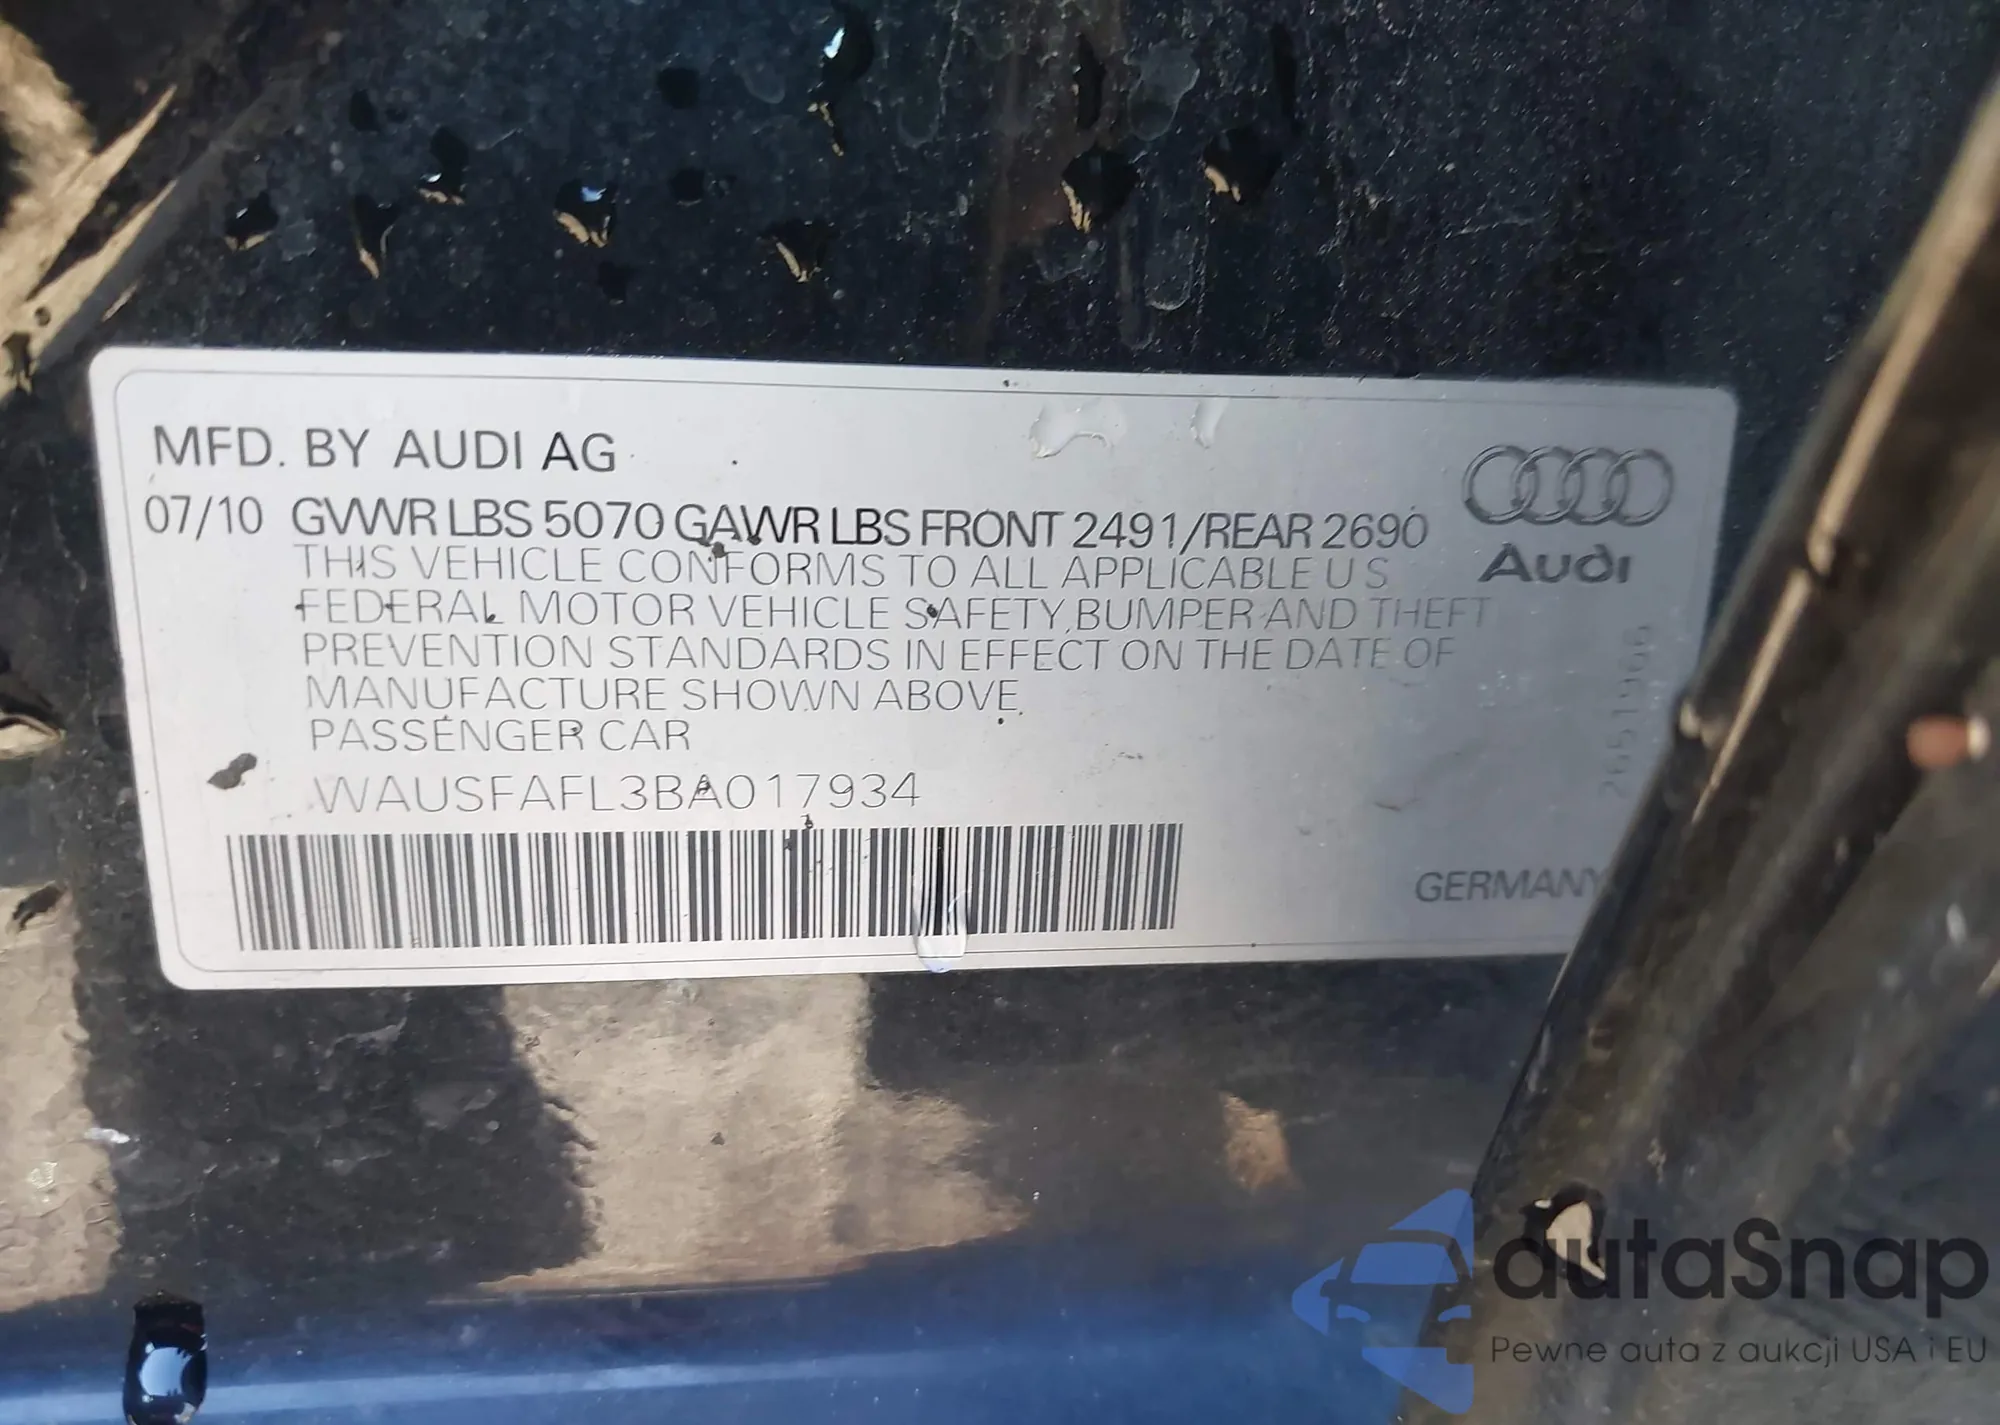 MFD. BY AUDI AG
07/10 GVWR LBS 5070 GAWR LBS FRONT 2491/REAR 2690
THIS VEHICLE CONFORMS TO ALL APPLICABLE U S
FEDERAL MOTOR VEHICLE SAFETY, BUMPER AND THEFT
PREVENTION STANDARDS IN EFFECT ON THE DATE OF
MANUFACTURE SHOWN ABOVE.
PASSENGER CAR
WAUSFAFL3BA017934
Audi
2651966
GERMANY
autaSnap
Pewne auta z aukcji USA i EU